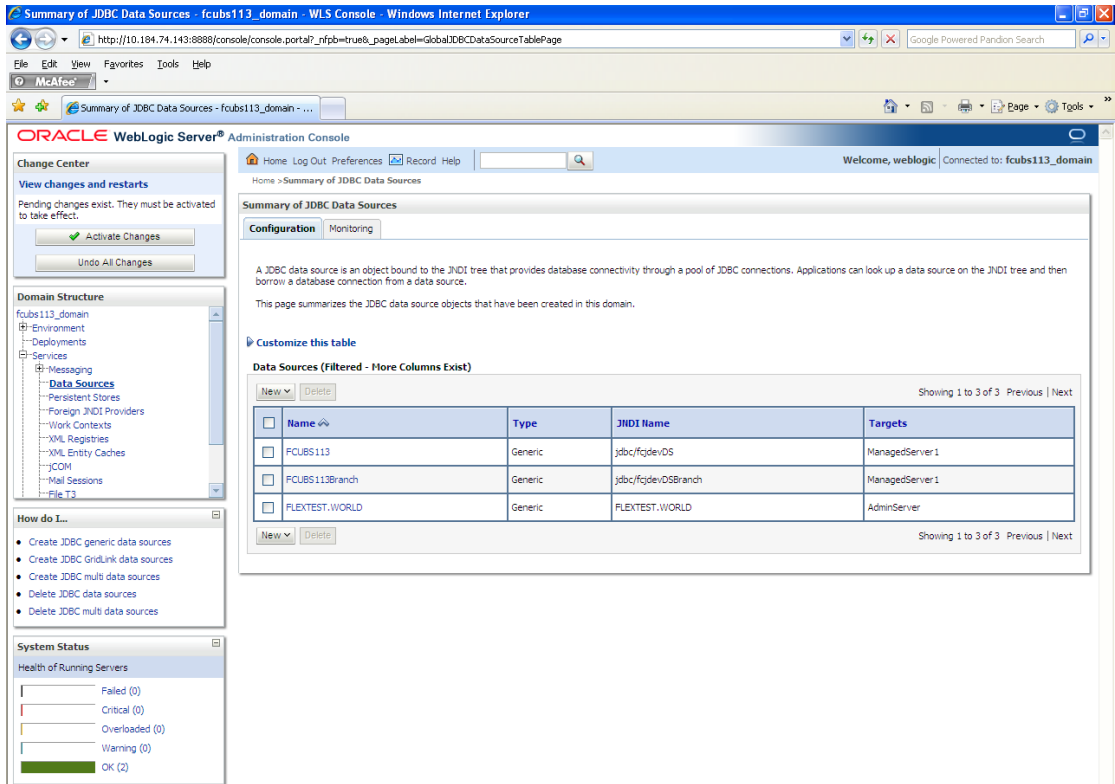 Summary of JDBC Data Sources - fcubs113_domain - WLS Console - Windows Internet Explorer
http://10.184.74.143:8888/console/console.portal?_nfpb=true&_pageLabel=GlobalJDBCDataSourceTablePage
Google Powered Pandion Search
File Edit View Favorites Tools Help
McAfee
Summary of JDBC Data Sources - fcubs113_domain - ...
Page Tools »
ORACLE WebLogic Server® Administration Console
Change Center
View changes and restarts
Pending changes exist. They must be activated
to take effect.
Activate Changes
Undo All Changes
Domain Structure
fcubs113_domain
Environment
Deployments
Services
Messaging
Data Sources
Persistent Stores
Foreign JNDI Providers
Work Contexts
XML Registries
XML Entity Caches
jCOM
Mail Sessions
File T3
How do I...
Create JDBC generic data sources
Create JDBC GridLink data sources
Create JDBC multi data sources
Delete JDBC data sources
Delete JDBC multi data sources
System Status
Health of Running Servers
Failed (0)
Critical (0)
Overloaded (0)
Warning (0)
OK (2)
Home Log Out Preferences Record Help
Welcome, weblogic Connected to: fcubs113_domain
Home >Summary of JDBC Data Sources
Summary of JDBC Data Sources
Configuration Monitoring
A JDBC data source is an object bound to the JNDI tree that provides database connectivity through a pool of JDBC connections. Applications can look up a data source on the JNDI tree and then
borrow a database connection from a data source.
This page summarizes the JDBC data source objects that have been created in this domain.
Customize this table
Data Sources (Filtered - More Columns Exist)
New Delete Showing 1 to 3 of 3 Previous | Next
Name Type JNDI Name Targets
FCUBS113 Generic jdbc/fcjdevDS ManagedServer1
FCUBS113Branch Generic jdbc/fcjdevDSBranch ManagedServer1
FLEXTEST.WORLD Generic FLEXTEST.WORLD AdminServer
New Delete Showing 1 to 3 of 3 Previous | Next